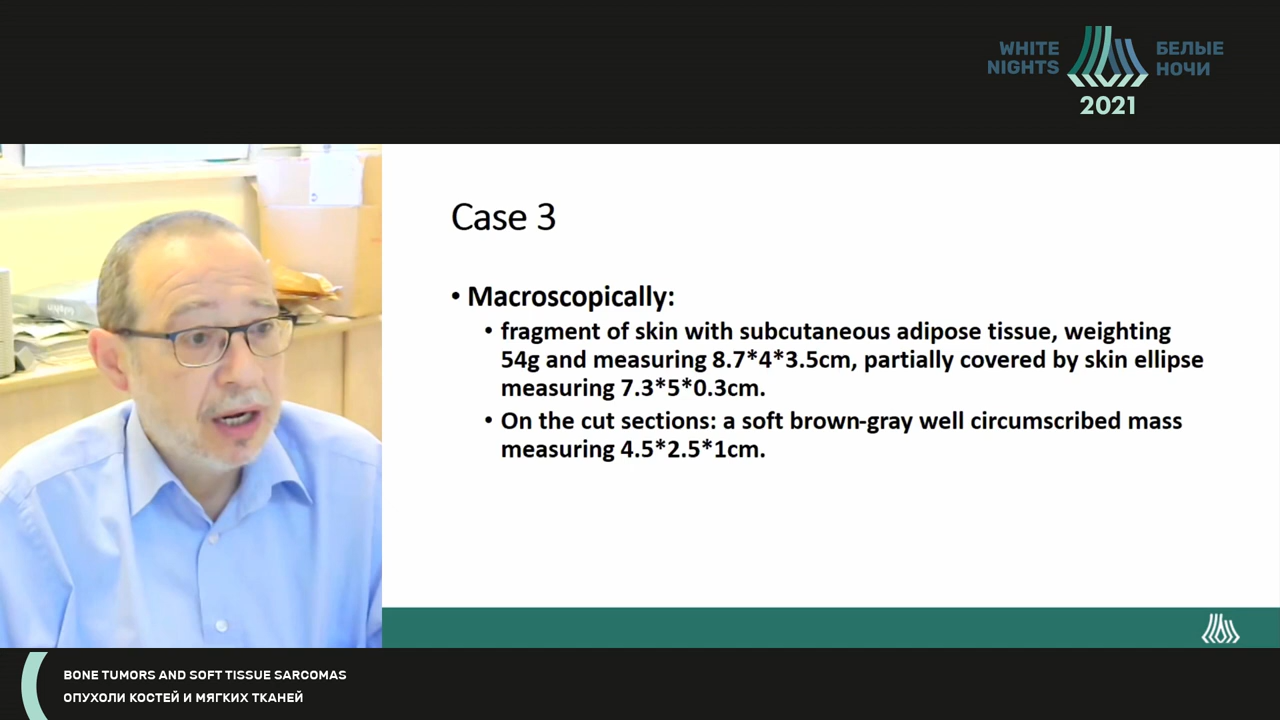 WHITE
NIGHTS
БЕЛЫЕ
НОЧИ
2021
Case 3
• Macroscopically:
• fragment of skin with subcutaneous adipose tissue, weighting
54g and measuring 8.7*4*3.5cm, partially covered by skin ellipse
measuring 7.3*5*0.3cm.
• On the cut sections: a soft brown-gray well circumscribed mass
measuring 4.5*2.5*1cm.
BONE TUMORS AND SOFT TISSUE SARCOMAS
ОПУХОЛИ КОСТЕЙ И МЯГКИХ ТКАНЕЙ